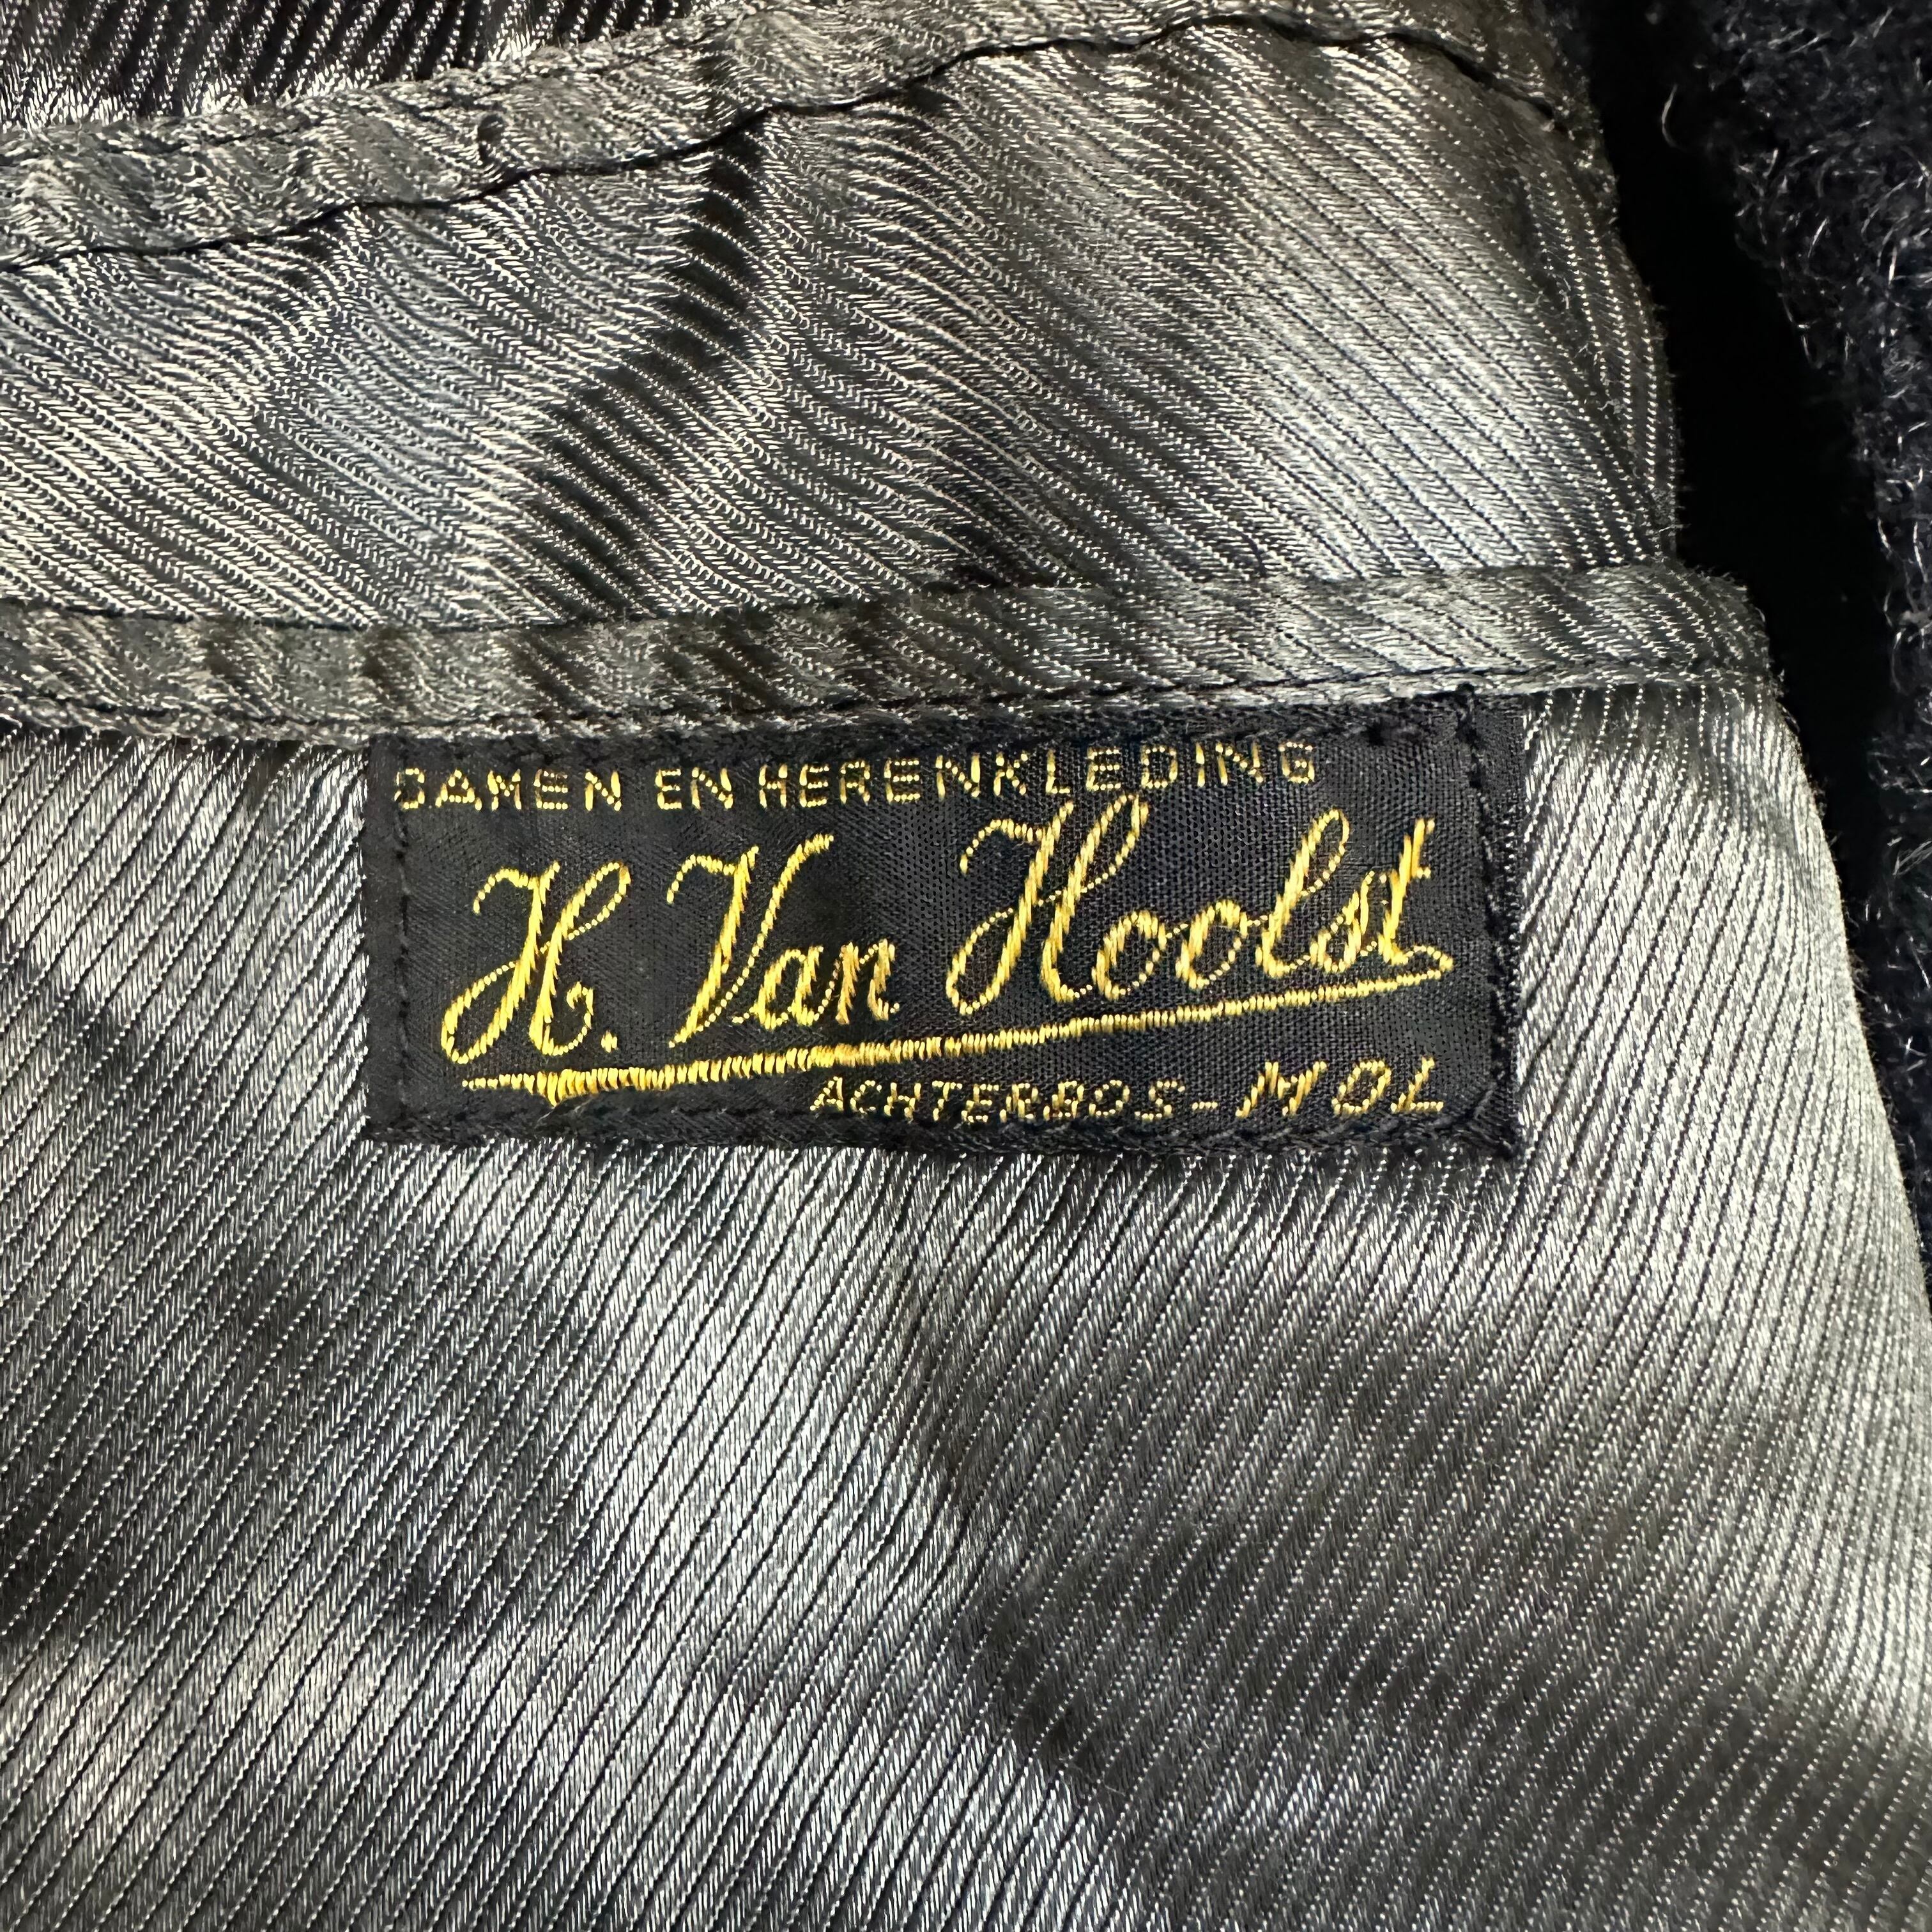 DAMEN EN HERENKLEDING
H. Van Hoolst
ACHTERBOS - MOL